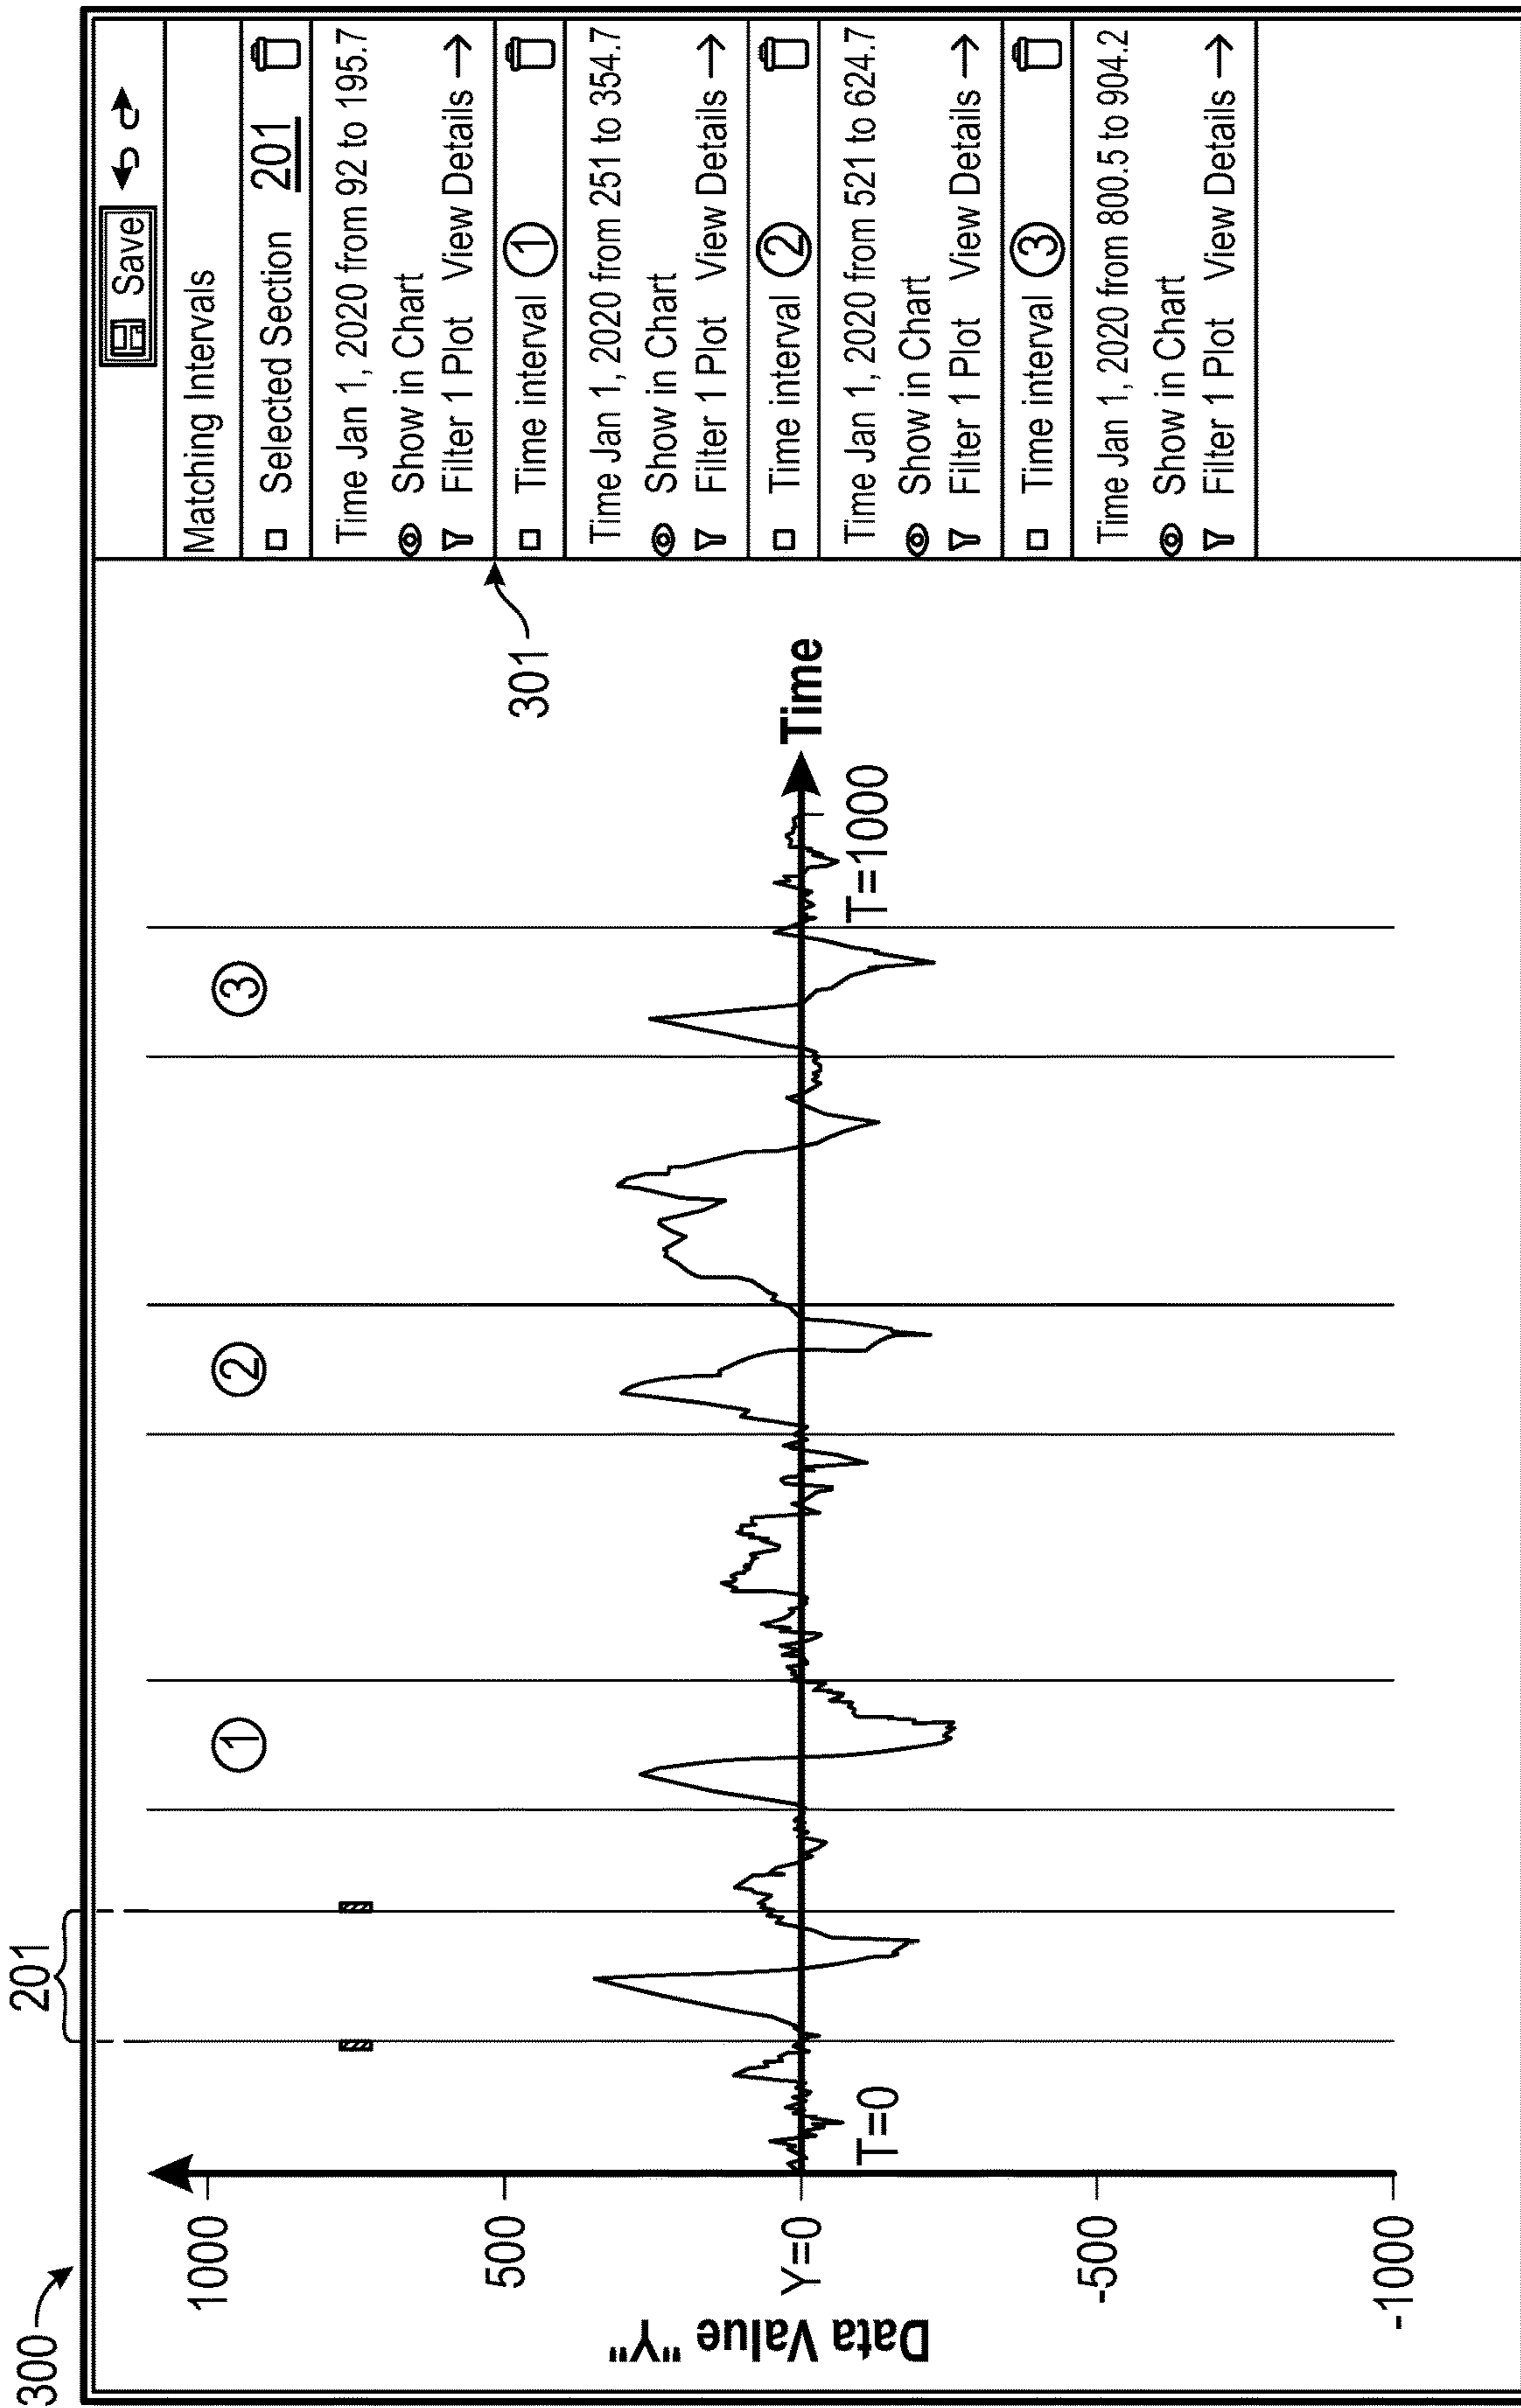 300
201
Save
Matching Intervals
Selected Section 201
Time Jan 1, 2020 from 92 to 195.7
Show in Chart
Filter 1 Plot View Details →
Time interval ①
Time Jan 1, 2020 from 251 to 354.7
Show in Chart
Filter 1 Plot View Details →
Time interval ②
Time Jan 1, 2020 from 521 to 624.7
Show in Chart
Filter 1 Plot View Details →
Time interval ③
Time Jan 1, 2020 from 800.5 to 904.2
Show in Chart
Filter 1 Plot View Details →
301
① ② ③
1000
500
Y=0
-500
-1000
Data Value "Y"
T=0
T=1000
Time